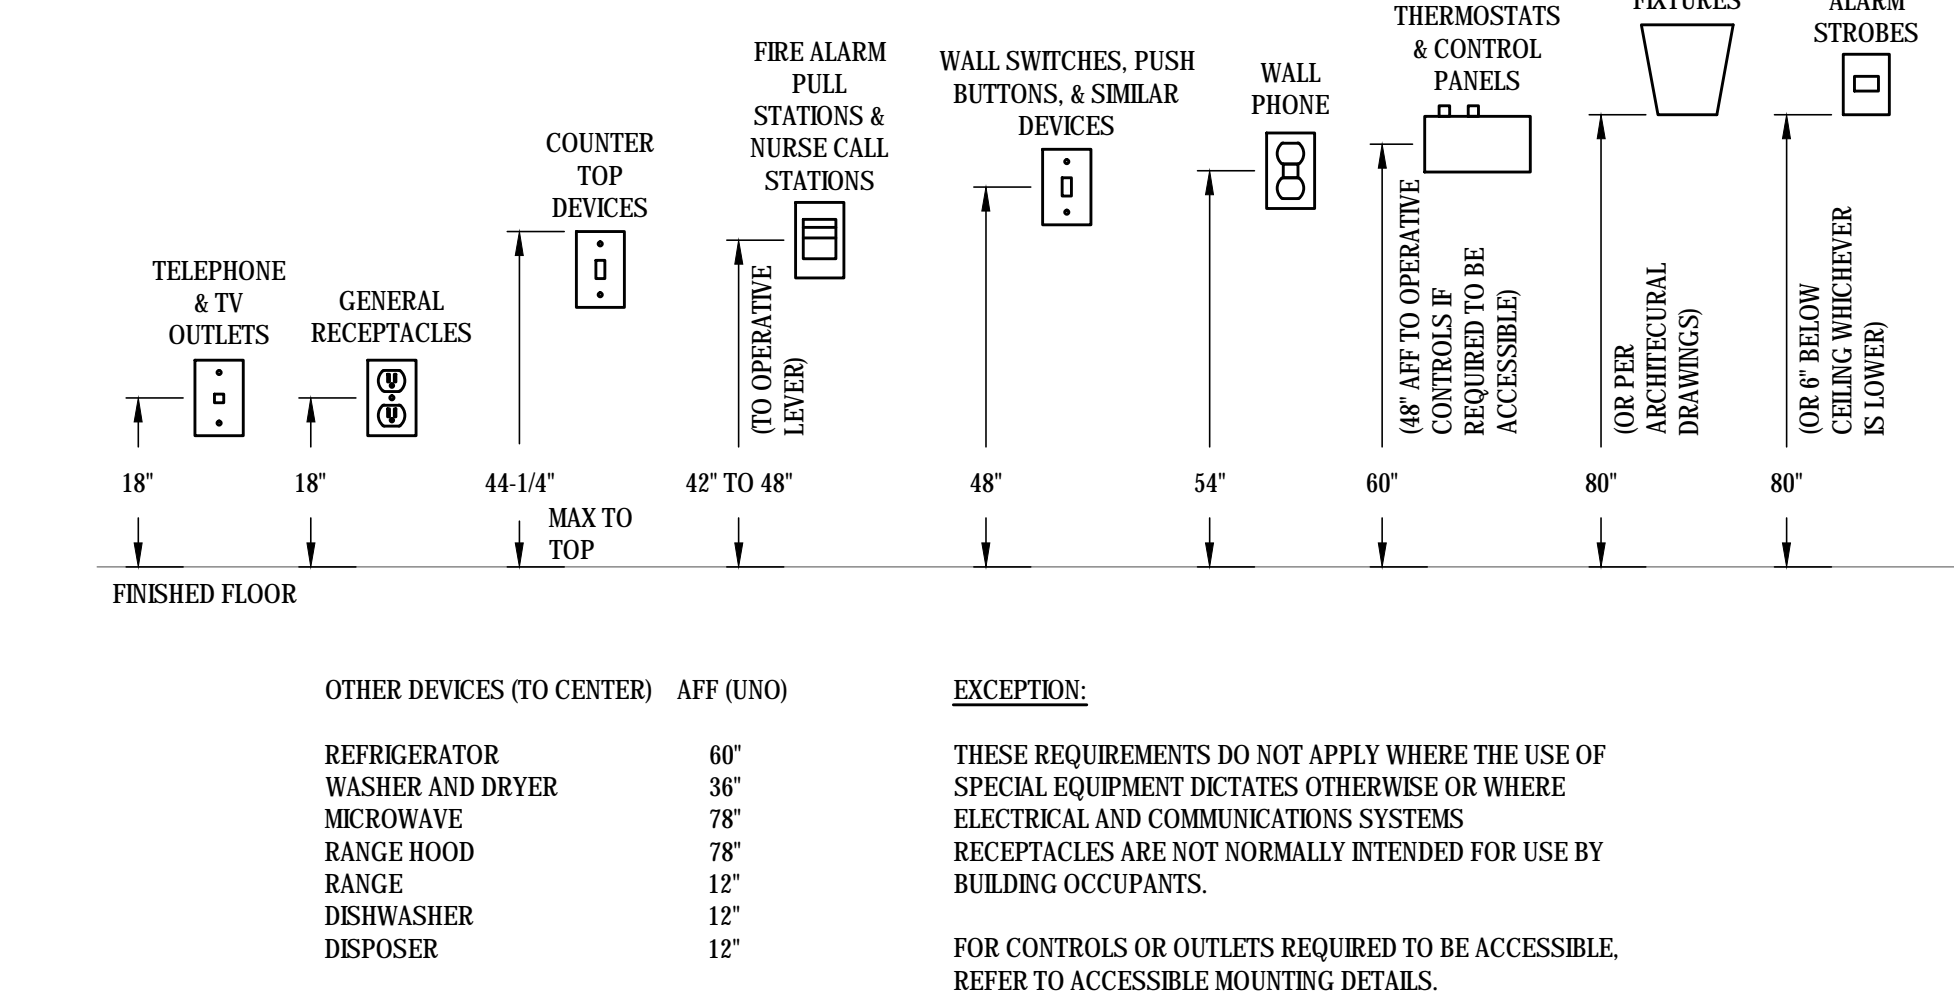 TELEPHONE
& TV
OUTLETS
GENERAL
RECEPTACLES
COUNTER
TOP
DEVICES
FIRE ALARM
PULL
STATIONS &
NURSE CALL
STATIONS
WALL SWITCHES, PUSH
BUTTONS, & SIMILAR
DEVICES
WALL
PHONE
THERMOSTATS
& CONTROL
PANELS
FIXTURES
ALARM
STROBES
(TO OPERATIVE
LEVER)
(48" AFF TO OPERATIVE
CONTROLS IF
REQUIRED TO BE
ACCESSIBLE)
(OR PER
ARCHITECURAL
DRAWINGS)
(OR 6" BELOW
CEILING WHICHEVER
IS LOWER)
18"
18"
44-1/4"
MAX TO
TOP
42" TO 48"
48"
54"
60"
80"
80"
FINISHED FLOOR
OTHER DEVICES (TO CENTER) AFF (UNO)
REFRIGERATOR 60"
WASHER AND DRYER 36"
MICROWAVE 78"
RANGE HOOD 78"
RANGE 12"
DISHWASHER 12"
DISPOSER 12"
EXCEPTION:
THESE REQUIREMENTS DO NOT APPLY WHERE THE USE OF
SPECIAL EQUIPMENT DICTATES OTHERWISE OR WHERE
ELECTRICAL AND COMMUNICATIONS SYSTEMS
RECEPTACLES ARE NOT NORMALLY INTENDED FOR USE BY
BUILDING OCCUPANTS.
FOR CONTROLS OR OUTLETS REQUIRED TO BE ACCESSIBLE,
REFER TO ACCESSIBLE MOUNTING DETAILS.